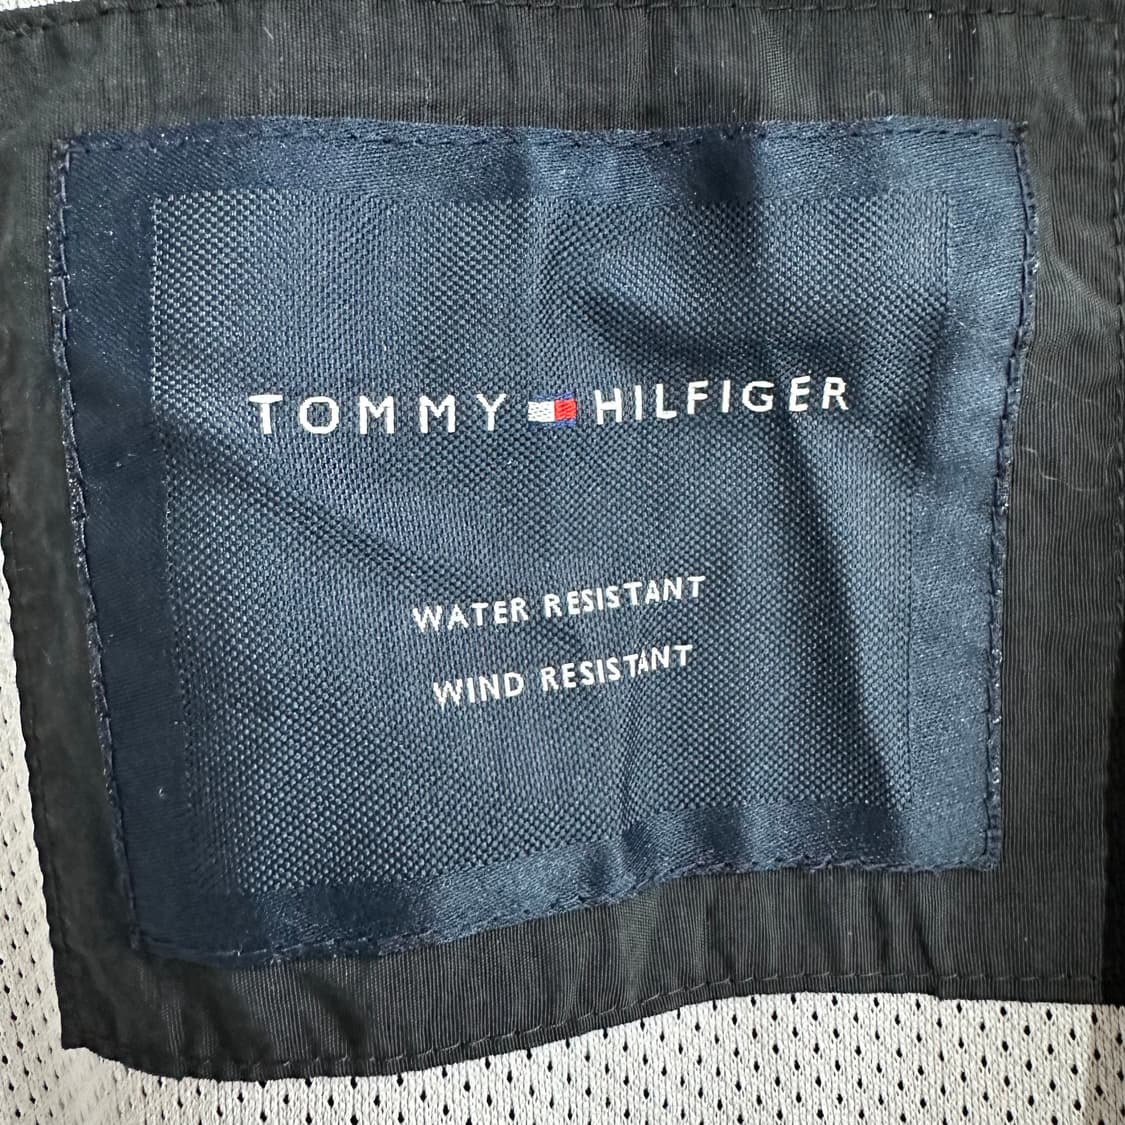 TOMMY HILFIGER
WATER RESISTANT
WIND RESISTANT